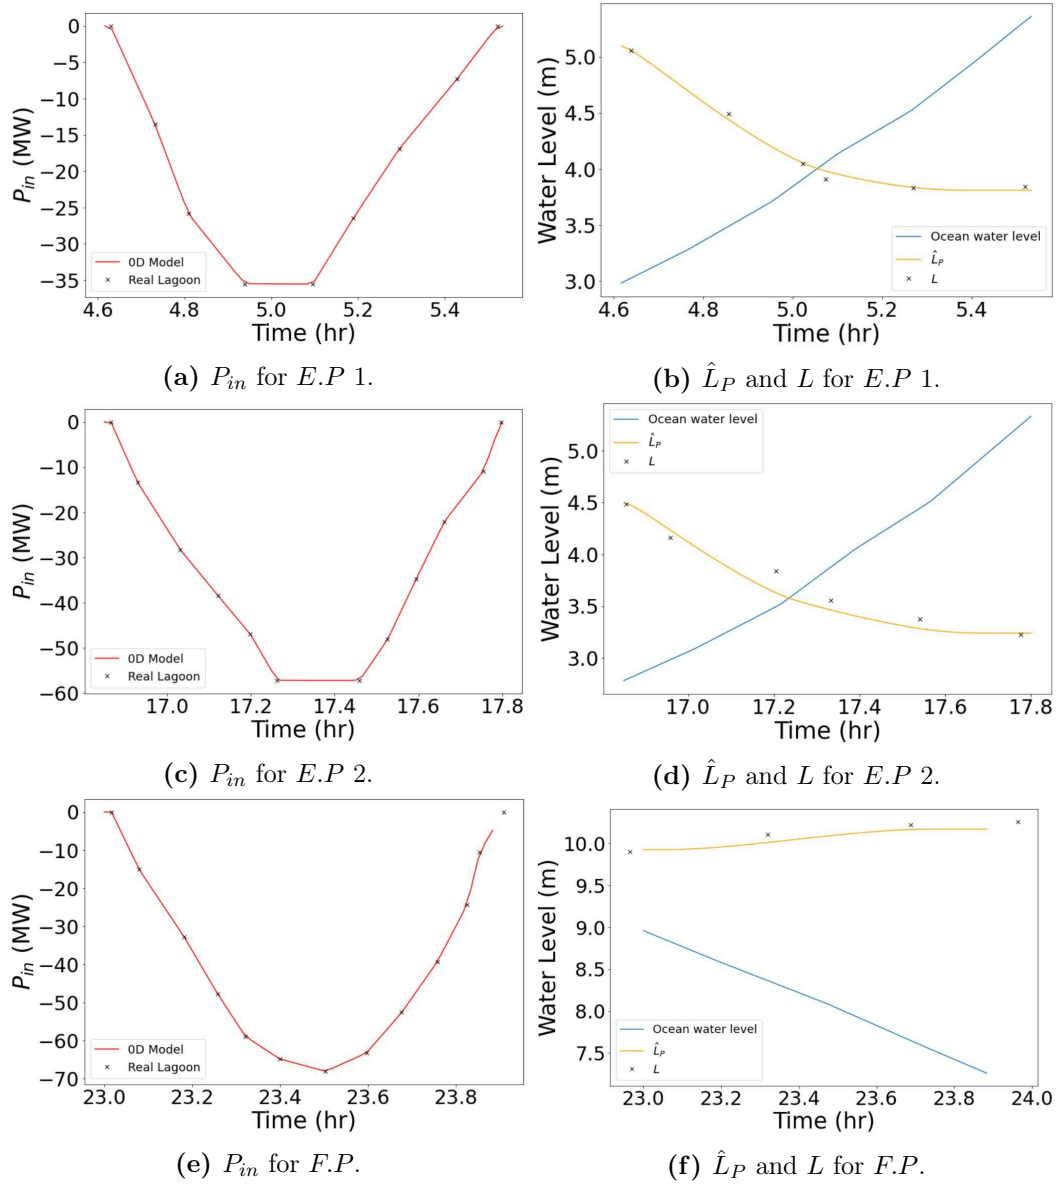 0
−5
−10
−15
−20
−25
−30
−35
P_in (MW)
0D Model
Real Lagoon
4.6 4.8 5.0 5.2 5.4
Time (hr)
(a) P_in for E.P 1.
5.0
4.5
4.0
3.5
3.0
Water Level (m)
Ocean water level
L̂_P
L
4.6 4.8 5.0 5.2 5.4
Time (hr)
(b) L̂_P and L for E.P 1.
0
−10
−20
−30
−40
−50
−60
P_in (MW)
0D Model
Real Lagoon
17.0 17.2 17.4 17.6 17.8
Time (hr)
(c) P_in for E.P 2.
5.0
4.5
4.0
3.5
3.0
Water Level (m)
Ocean water level
L̂_P
L
17.0 17.2 17.4 17.6 17.8
Time (hr)
(d) L̂_P and L for E.P 2.
0
−10
−20
−30
−40
−50
−60
−70
P_in (MW)
0D Model
Real Lagoon
23.0 23.2 23.4 23.6 23.8
Time (hr)
(e) P_in for F.P.
10.0
9.5
9.0
8.5
8.0
7.5
Water Level (m)
Ocean water level
L̂_P
L
23.0 23.2 23.4 23.6 23.8 24.0
Time (hr)
(f) L̂_P and L for F.P.